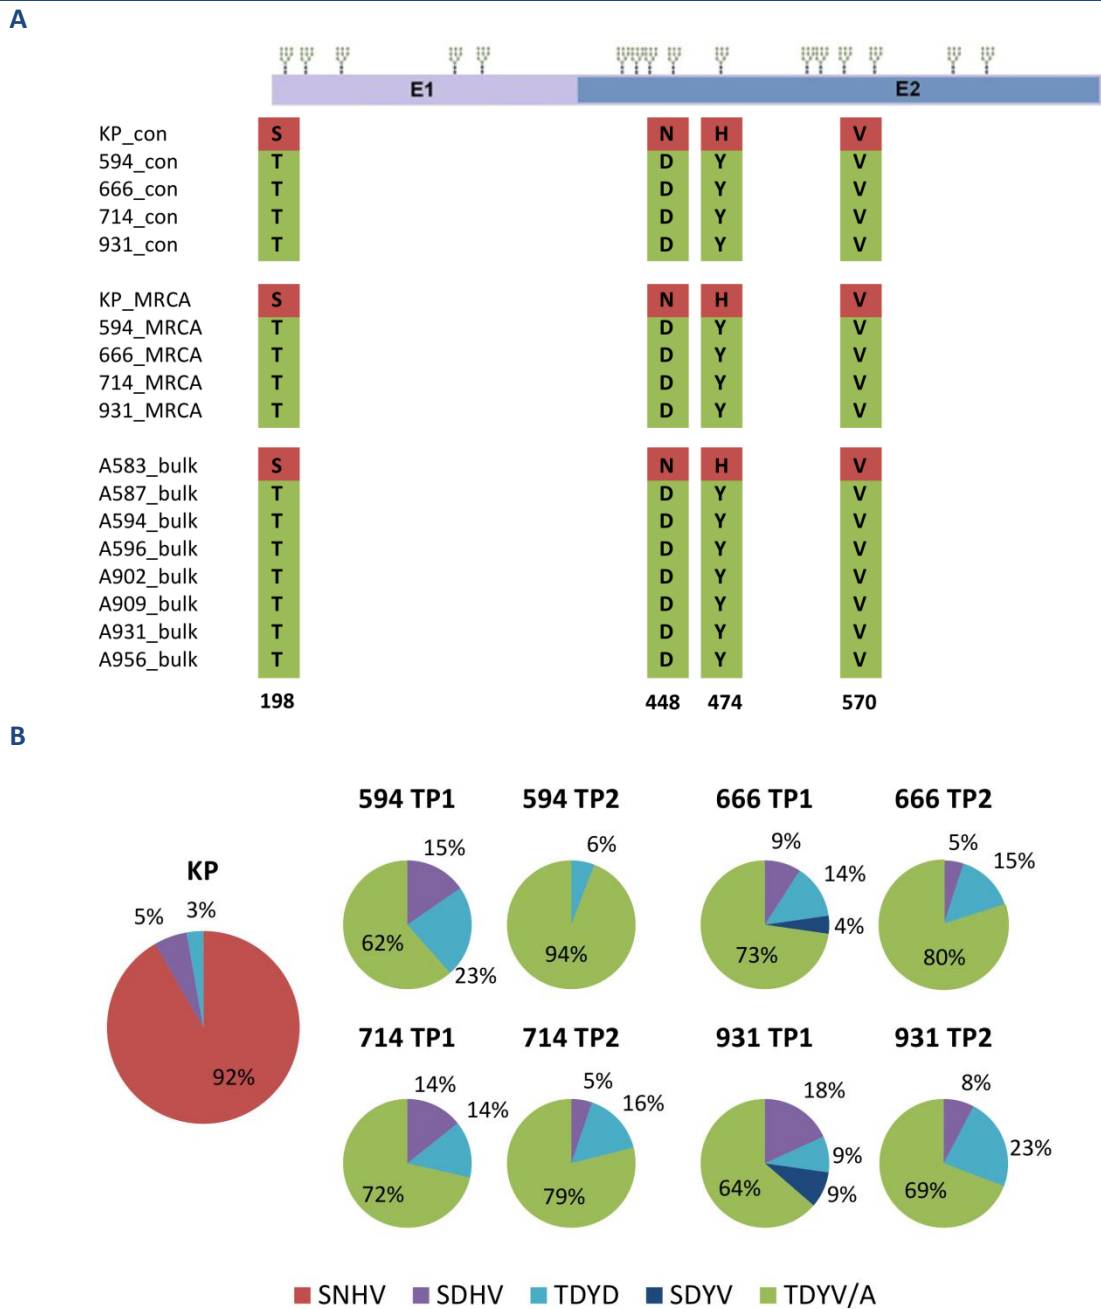 A
E1 E2
KP_con S N H V
594_con T D Y V
666_con T D Y V
714_con T D Y V
931_con T D Y V
KP_MRCA S N H V
594_MRCA T D Y V
666_MRCA T D Y V
714_MRCA T D Y V
931_MRCA T D Y V
A583_bulk S N H V
A587_bulk T D Y V
A594_bulk T D Y V
A596_bulk T D Y V
A902_bulk T D Y V
A909_bulk T D Y V
A931_bulk T D Y V
A956_bulk T D Y V
198 448 474 570
B
KP
5% 3%
92%
594 TP1
15%
62%
23%
594 TP2
6%
94%
666 TP1
9%
14%
4%
73%
666 TP2
5%
15%
80%
714 TP1
14%
14%
72%
714 TP2
5%
16%
79%
931 TP1
18%
9%
9%
64%
931 TP2
8%
23%
69%
SNHV SDHV TDYD SDYV TDYV/A